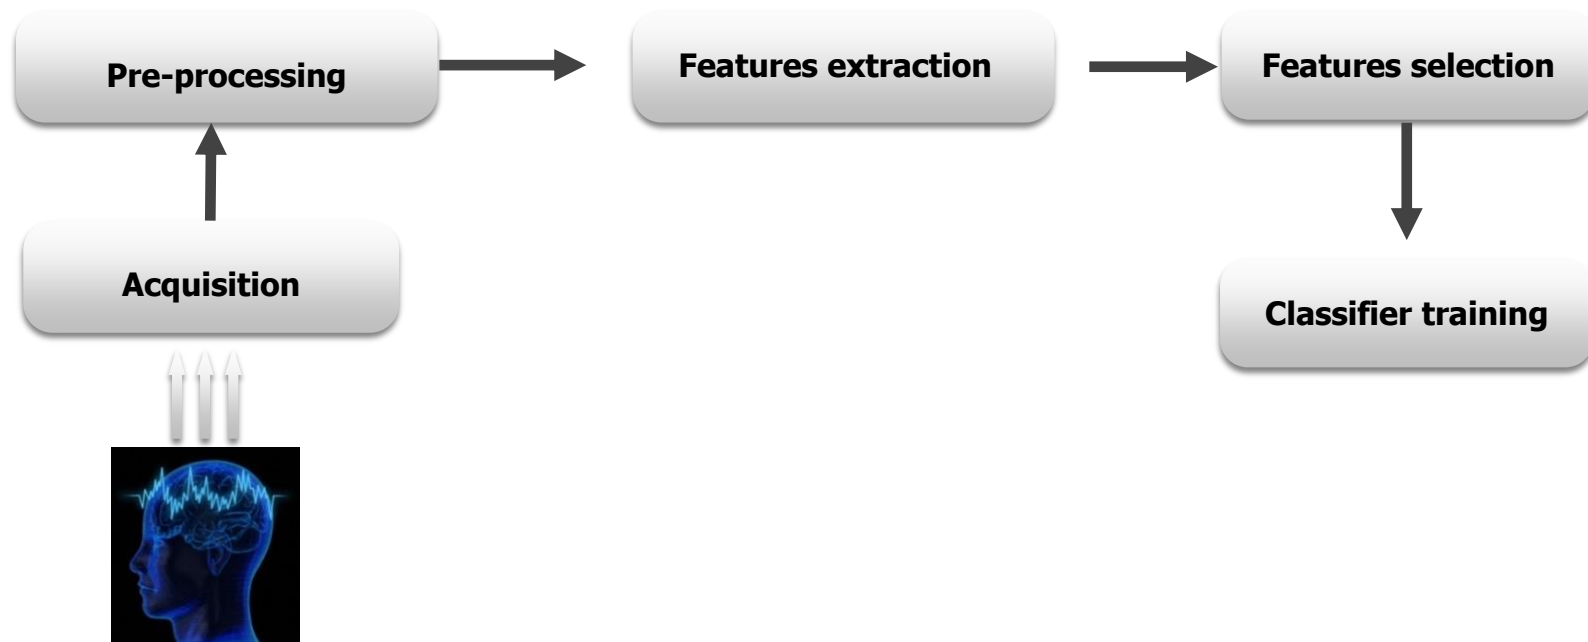 Pre-processing
Features extraction
Features selection
Acquisition
Classifier training